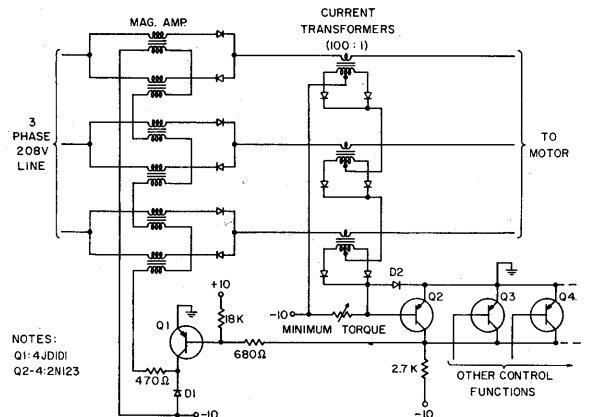 MAG. AMP.
CURRENT
TRANSFORMERS
(100:1)
3
PHASE
208V
LINE
TO
MOTOR
D2
+10
Q1
18K
-10
MINIMUM TORQUE
Q2
Q3
Q4
680Ω
NOTES:
Q1:4JD1D1
Q2-4:2N123
470Ω
D1
-10
2.7K
-10
OTHER CONTROL
FUNCTIONS